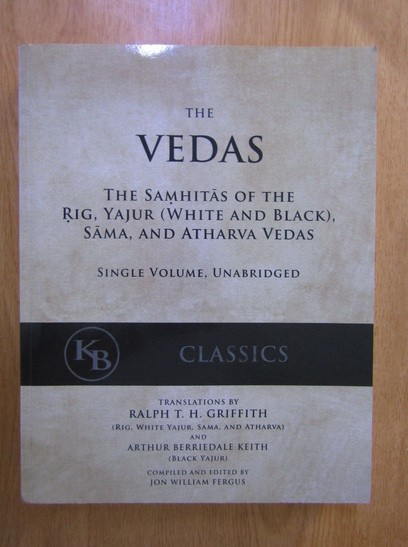 THE
VEDAS
THE SAṂHITĀS OF THE
ṚIG, YAJUR (WHITE AND BLACK),
SĀMA, AND ATHARVA VEDAS
SINGLE VOLUME, UNABRIDGED
KB CLASSICS
TRANSLATIONS BY
RALPH T. H. GRIFFITH
(RIG, WHITE YAJUR, SAMA, AND ATHARVA)
AND
ARTHUR BERRIEDALE KEITH
(BLACK YAJUR)
COMPILED AND EDITED BY
JON WILLIAM FERGUS